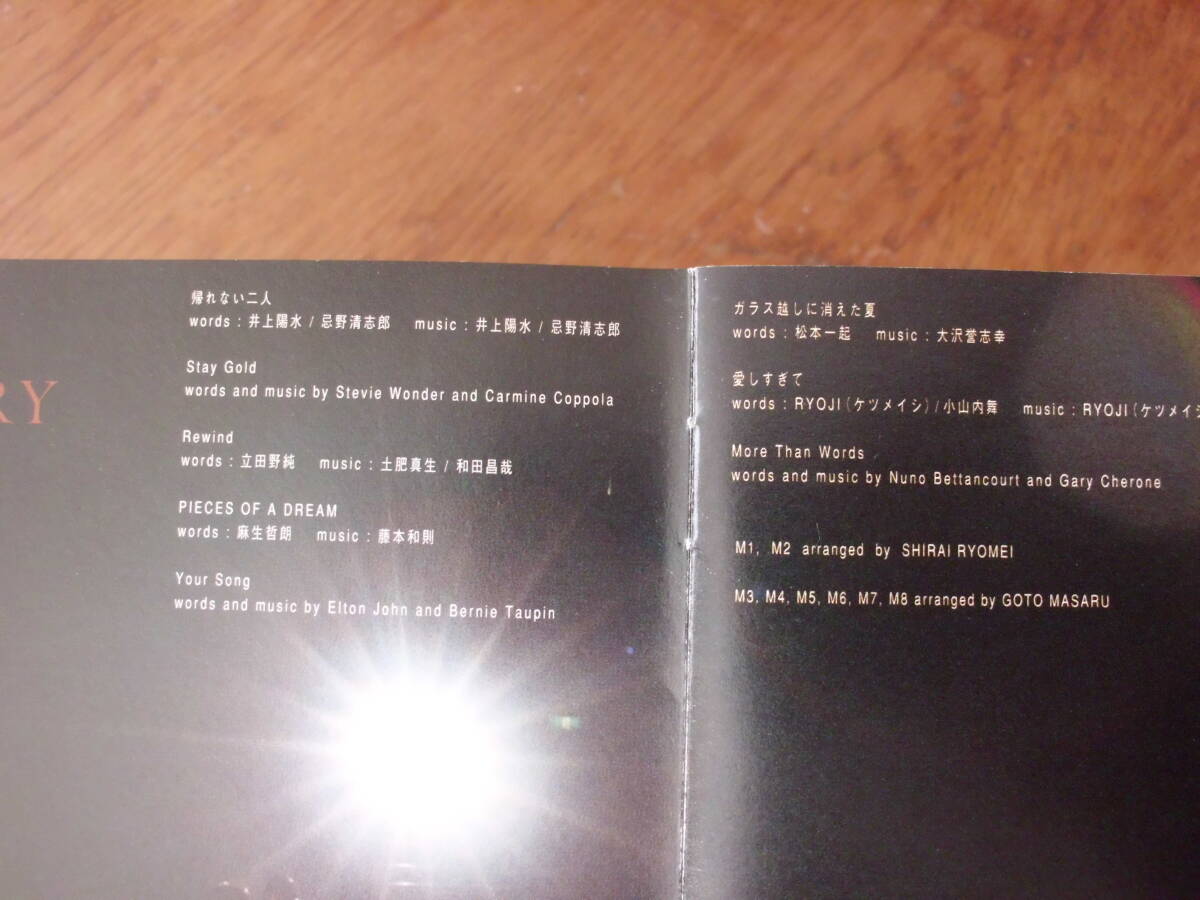 RY
帰れない二人
words : 井上陽水 / 忌野清志郎 music : 井上陽水 / 忌野清志郎
Stay Gold
words and music by Stevie Wonder and Carmine Coppola
Rewind
words : 立田野純 music : 土肥真生 / 和田昌哉
PIECES OF A DREAM
words : 麻生哲朗 music : 藤本和則
Your Song
words and music by Elton John and Bernie Taupin
ガラス越しに消えた夏
words : 松本一起 music : 大沢誉志幸
愛しすぎて
words : RYOJI(ケツメイシ)/小山内舞 music : RYOJI(ケツメイシ
More Than Words
words and music by Nuno Bettancourt and Gary Cherone
M1, M2 arranged by SHIRAI RYOMEI
M3, M4, M5, M6, M7, M8 arranged by GOTO MASARU